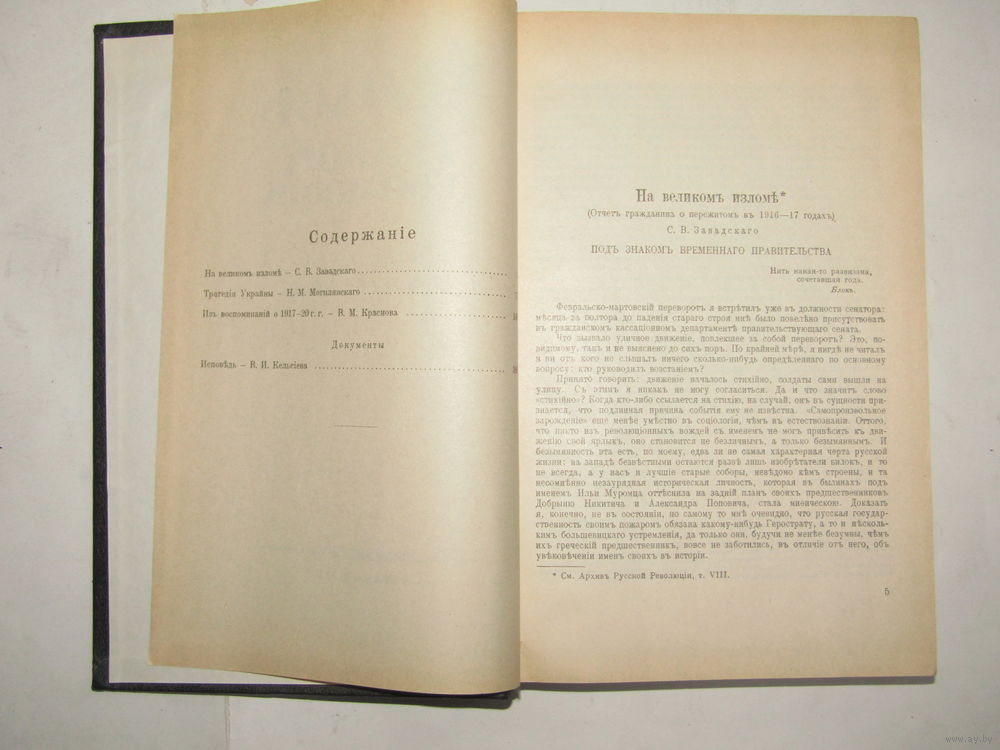 Содержаніе
На великомъ изломѣ – С. В. Завадскаго
Трагедія Украйны – Н. М. Могилянскаго
Изъ воспоминаній о 1917–20 г. г. – В. М. Краснова
Документы
Исповѣдь – В. И. Кельсіева
На великомъ изломѣ*
(Отчетъ гражданина о пережитомъ въ 1916—17 годахъ)
С. В. Завадскаго
ПОДЪ ЗНАКОМЪ ВРЕМЕННАГО ПРАВИТЕЛЬСТВА
Нить какая-то развязана,
сочетавшая года.
Блокъ.
Февральско-мартовскій переворотъ я встрѣтилъ уже въ должности сенатора:
мѣсяца за полтора до паденія стараго строя мнѣ было повелѣно присутствовать
въ гражданскомъ кассаціонномъ департаментѣ правительствующаго сената.
Что вызвало уличное движеніе, повлекшее за собой переворотъ? Это, по-
видимому, такъ и не выяснено до сихъ поръ. По крайней мѣрѣ, я нигдѣ не читалъ
и ни отъ кого не слышалъ ничего сколько-нибудь опредѣленнаго по основному
вопросу: кто руководилъ возстаніемъ?
Принято говорить: движеніе началось стихійно, солдаты сами вышли на
улицу. Съ этимъ я никакъ не могу согласиться. Да и что значитъ слово
«стихійно»? Когда кто-либо ссылается на стихію, на случай, онъ въ сущности при-
знается, что подлинная причина событія ему не извѣстна. «Самопроизвольное
зарожденіе» еще менѣе умѣстно въ соціологіи, чѣмъ въ естествознаніи. Оттого,
что никто изъ революціонныхъ вождей съ именемъ не могъ привѣсить къ дви-
женію свой ярлыкъ, оно становится не безличнымъ, а только безымяннымъ. И
безымянность эта есть, по моему, едва ли не самая характерная черта русской
жизни: на западѣ безвѣстными остаются развѣ лишь изобрѣтатели вилокъ, и то
не всегда, а у насъ и лучшіе старые соборы, невѣдомо кѣмъ строены, и та
несомнѣнно незаурядная историческая личность, которая въ былинахъ подъ
именемъ Ильи Муромца оттѣснила на задній планъ своихъ предшественниковъ
Добрыню Никитича и Александра Поповича, стала миѳическою. Доказать
я, конечно, не въ состояніи, но самому то мнѣ очевидно, что русская государ-
ственность своимъ пожаромъ обязана какому-нибудь Герострату, а то и нѣсколь-
кимъ большевицкаго устремленія, да только они, будучи не менѣе безумны, чѣмъ
ихъ греческій предшественникъ, вовсе не заботились, въ отличіе отъ него, объ
увѣковѣченіи именъ своихъ въ исторіи.
* См. Архивъ Русской Революціи, т. VIII.
5
www.ay.by